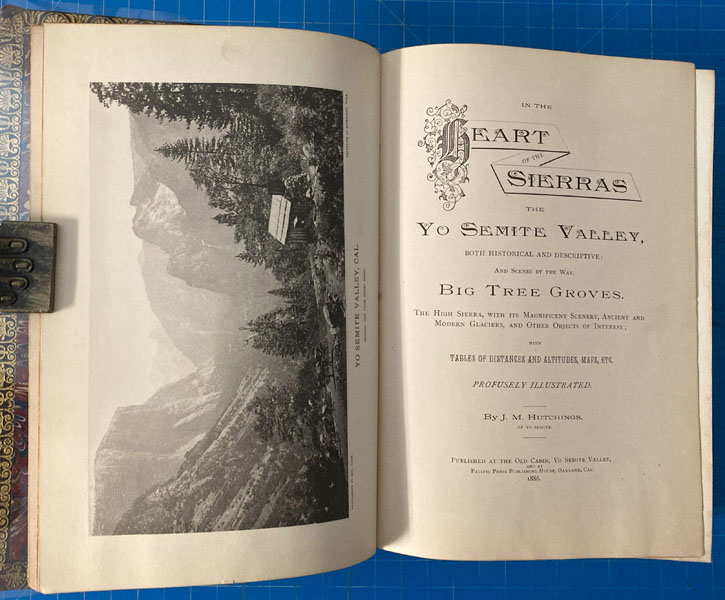 YO SEMITE VALLEY, CAL.
IN THE
HEART
OF THE
SIERRAS
THE
YO SEMITE VALLEY,
BOTH HISTORICAL AND DESCRIPTIVE:
AND SCENES BY THE WAY.
BIG TREE GROVES.
THE HIGH SIERRA, WITH ITS MAGNIFICENT SCENERY, ANCIENT AND
MODERN GLACIERS, AND OTHER OBJECTS OF INTEREST;
WITH
TABLES OF DISTANCES AND ALTITUDES, MAPS, ETC.
PROFUSELY ILLUSTRATED.
BY J. M. HUTCHINGS,
OF YO SEMITE.
PUBLISHED AT THE OLD CABIN, YO SEMITE VALLEY,
AND AT
PACIFIC PRESS PUBLISHING HOUSE, OAKLAND, CAL.
1886.